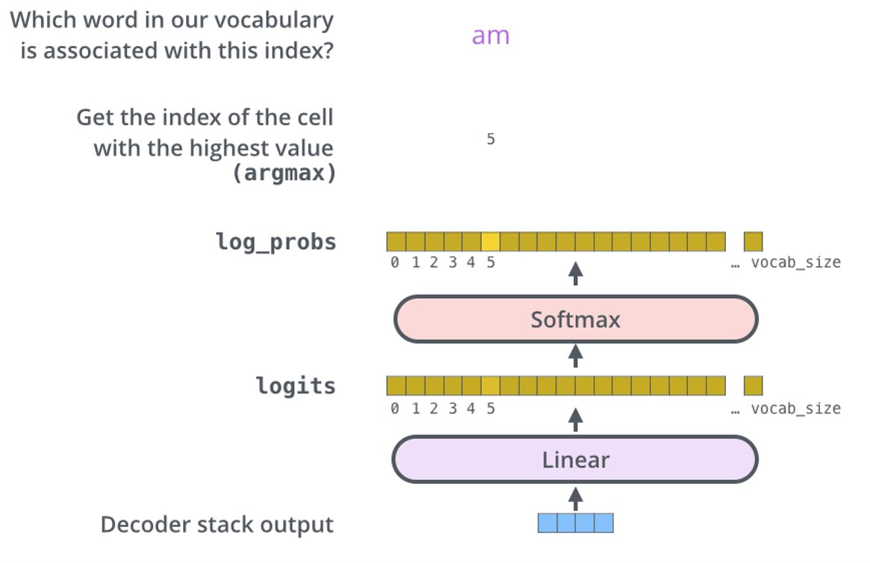 Which word in our vocabulary
is associated with this index?
am
Get the index of the cell
with the highest value
(argmax)
5
log_probs
0 1 2 3 4 5 … vocab_size
Softmax
logits
0 1 2 3 4 5 … vocab_size
Linear
Decoder stack output